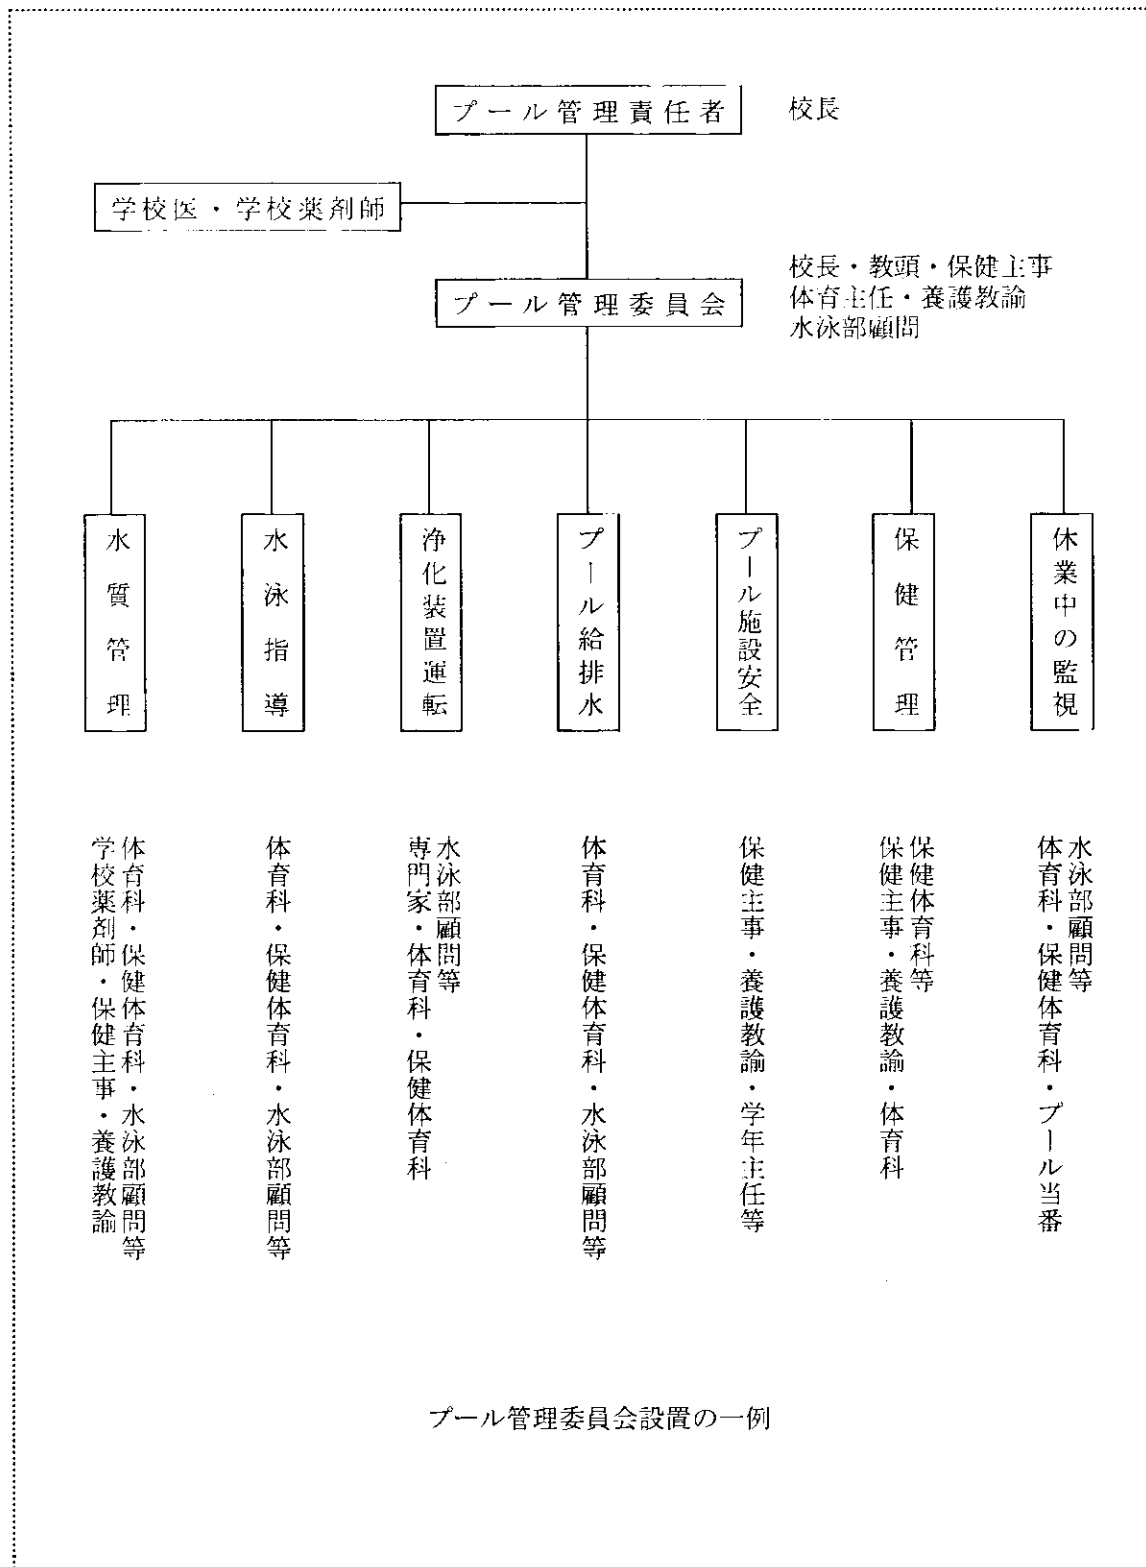 プール管理責任者
校長
学校医・学校薬剤師
プール管理委員会
校長・教頭・保健主事
体育主任・養護教諭
水泳部顧問
水質管理
水泳指導
浄化装置運転
プール給排水
プール施設安全
保健管理
休業中の監視
学校薬剤師・保健主事・養護教諭
体育科・保健体育科・水泳部顧問等
体育科・保健体育科・水泳部顧問等
専門家・体育科・保健体育科
水泳部顧問等
体育科・保健体育科・水泳部顧問等
保健主事・養護教諭・学年主任等
保健主事・養護教諭・体育科
保健体育科等
体育科・保健体育科・プール当番
水泳部顧問等
プール管理委員会設置の一例